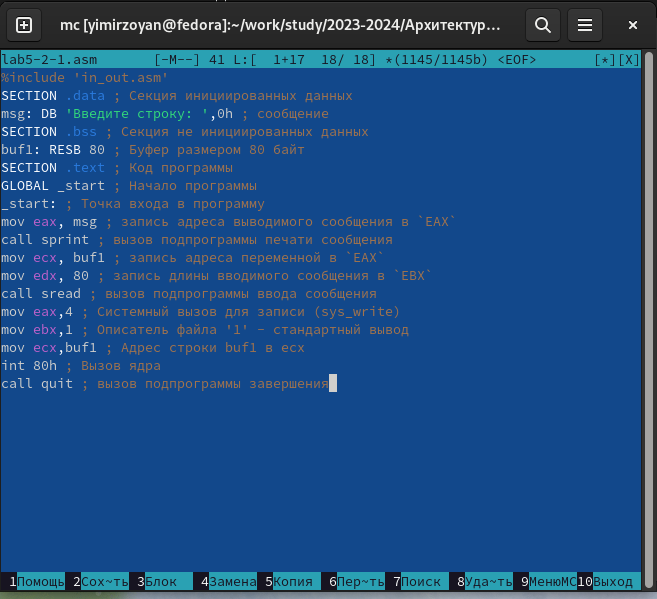 mc [yimirzoyan@fedora]:~/work/study/2023-2024/Архитектур...
lab5-2-1.asm [-M--] 41 L:[ 1+17 18/ 18] *(1145/1145b) <EOF> [*][X]
%include 'in_out.asm'
SECTION .data ; Секция инициированных данных
msg: DB 'Введите строку: ',0h ; сообщение
SECTION .bss ; Секция не инициированных данных
buf1: RESB 80 ; Буфер размером 80 байт
SECTION .text ; Код программы
GLOBAL _start ; Начало программы
_start: ; Точка входа в программу
mov eax, msg ; запись адреса выводимого сообщения в `EAX`
call sprint ; вызов подпрограммы печати сообщения
mov ecx, buf1 ; запись адреса переменной в `EAX`
mov edx, 80 ; запись длины вводимого сообщения в `EBX`
call sread ; вызов подпрограммы ввода сообщения
mov eax,4 ; Системный вызов для записи (sys_write)
mov ebx,1 ; Описатель файла '1' - стандартный вывод
mov ecx,buf1 ; Адрес строки buf1 в ecx
int 80h ; Вызов ядра
call quit ; вызов подпрограммы завершения
1Помощь 2Сох~ть 3Блок 4Замена 5Копия 6Пер~ть 7Поиск 8Уда~ть 9МенюMC 10Выход